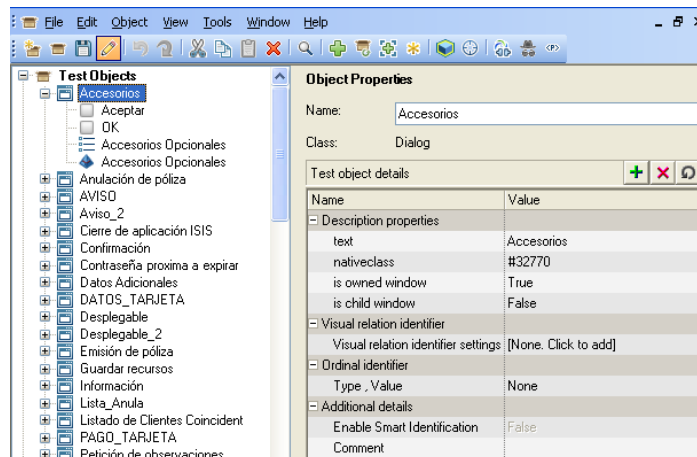 File Edit Object View Tools Window Help
Test Objects
Accesorios
Aceptar
OK
Accesorios Opcionales
Accesorios Opcionales
Anulación de póliza
AVISO
Aviso_2
Cierre de aplicación ISIS
Confirmación
Contraseña proxima a expirar
Datos Adicionales
DATOS_TARJETA
Desplegable
Desplegable_2
Emisión de póliza
Guardar recursos
Información
Lista_Anula
Listado de Clientes Coincident
PAGO_TARJETA
Petición de observaciones
Object Properties
Name: Accesorios
Class: Dialog
Test object details
Name Value
Description properties
text Accesorios
nativeclass #32770
is owned window True
is child window False
Visual relation identifier
Visual relation identifier settings [None. Click to add]
Ordinal identifier
Type , Value None
Additional details
Enable Smart Identification False
Comment